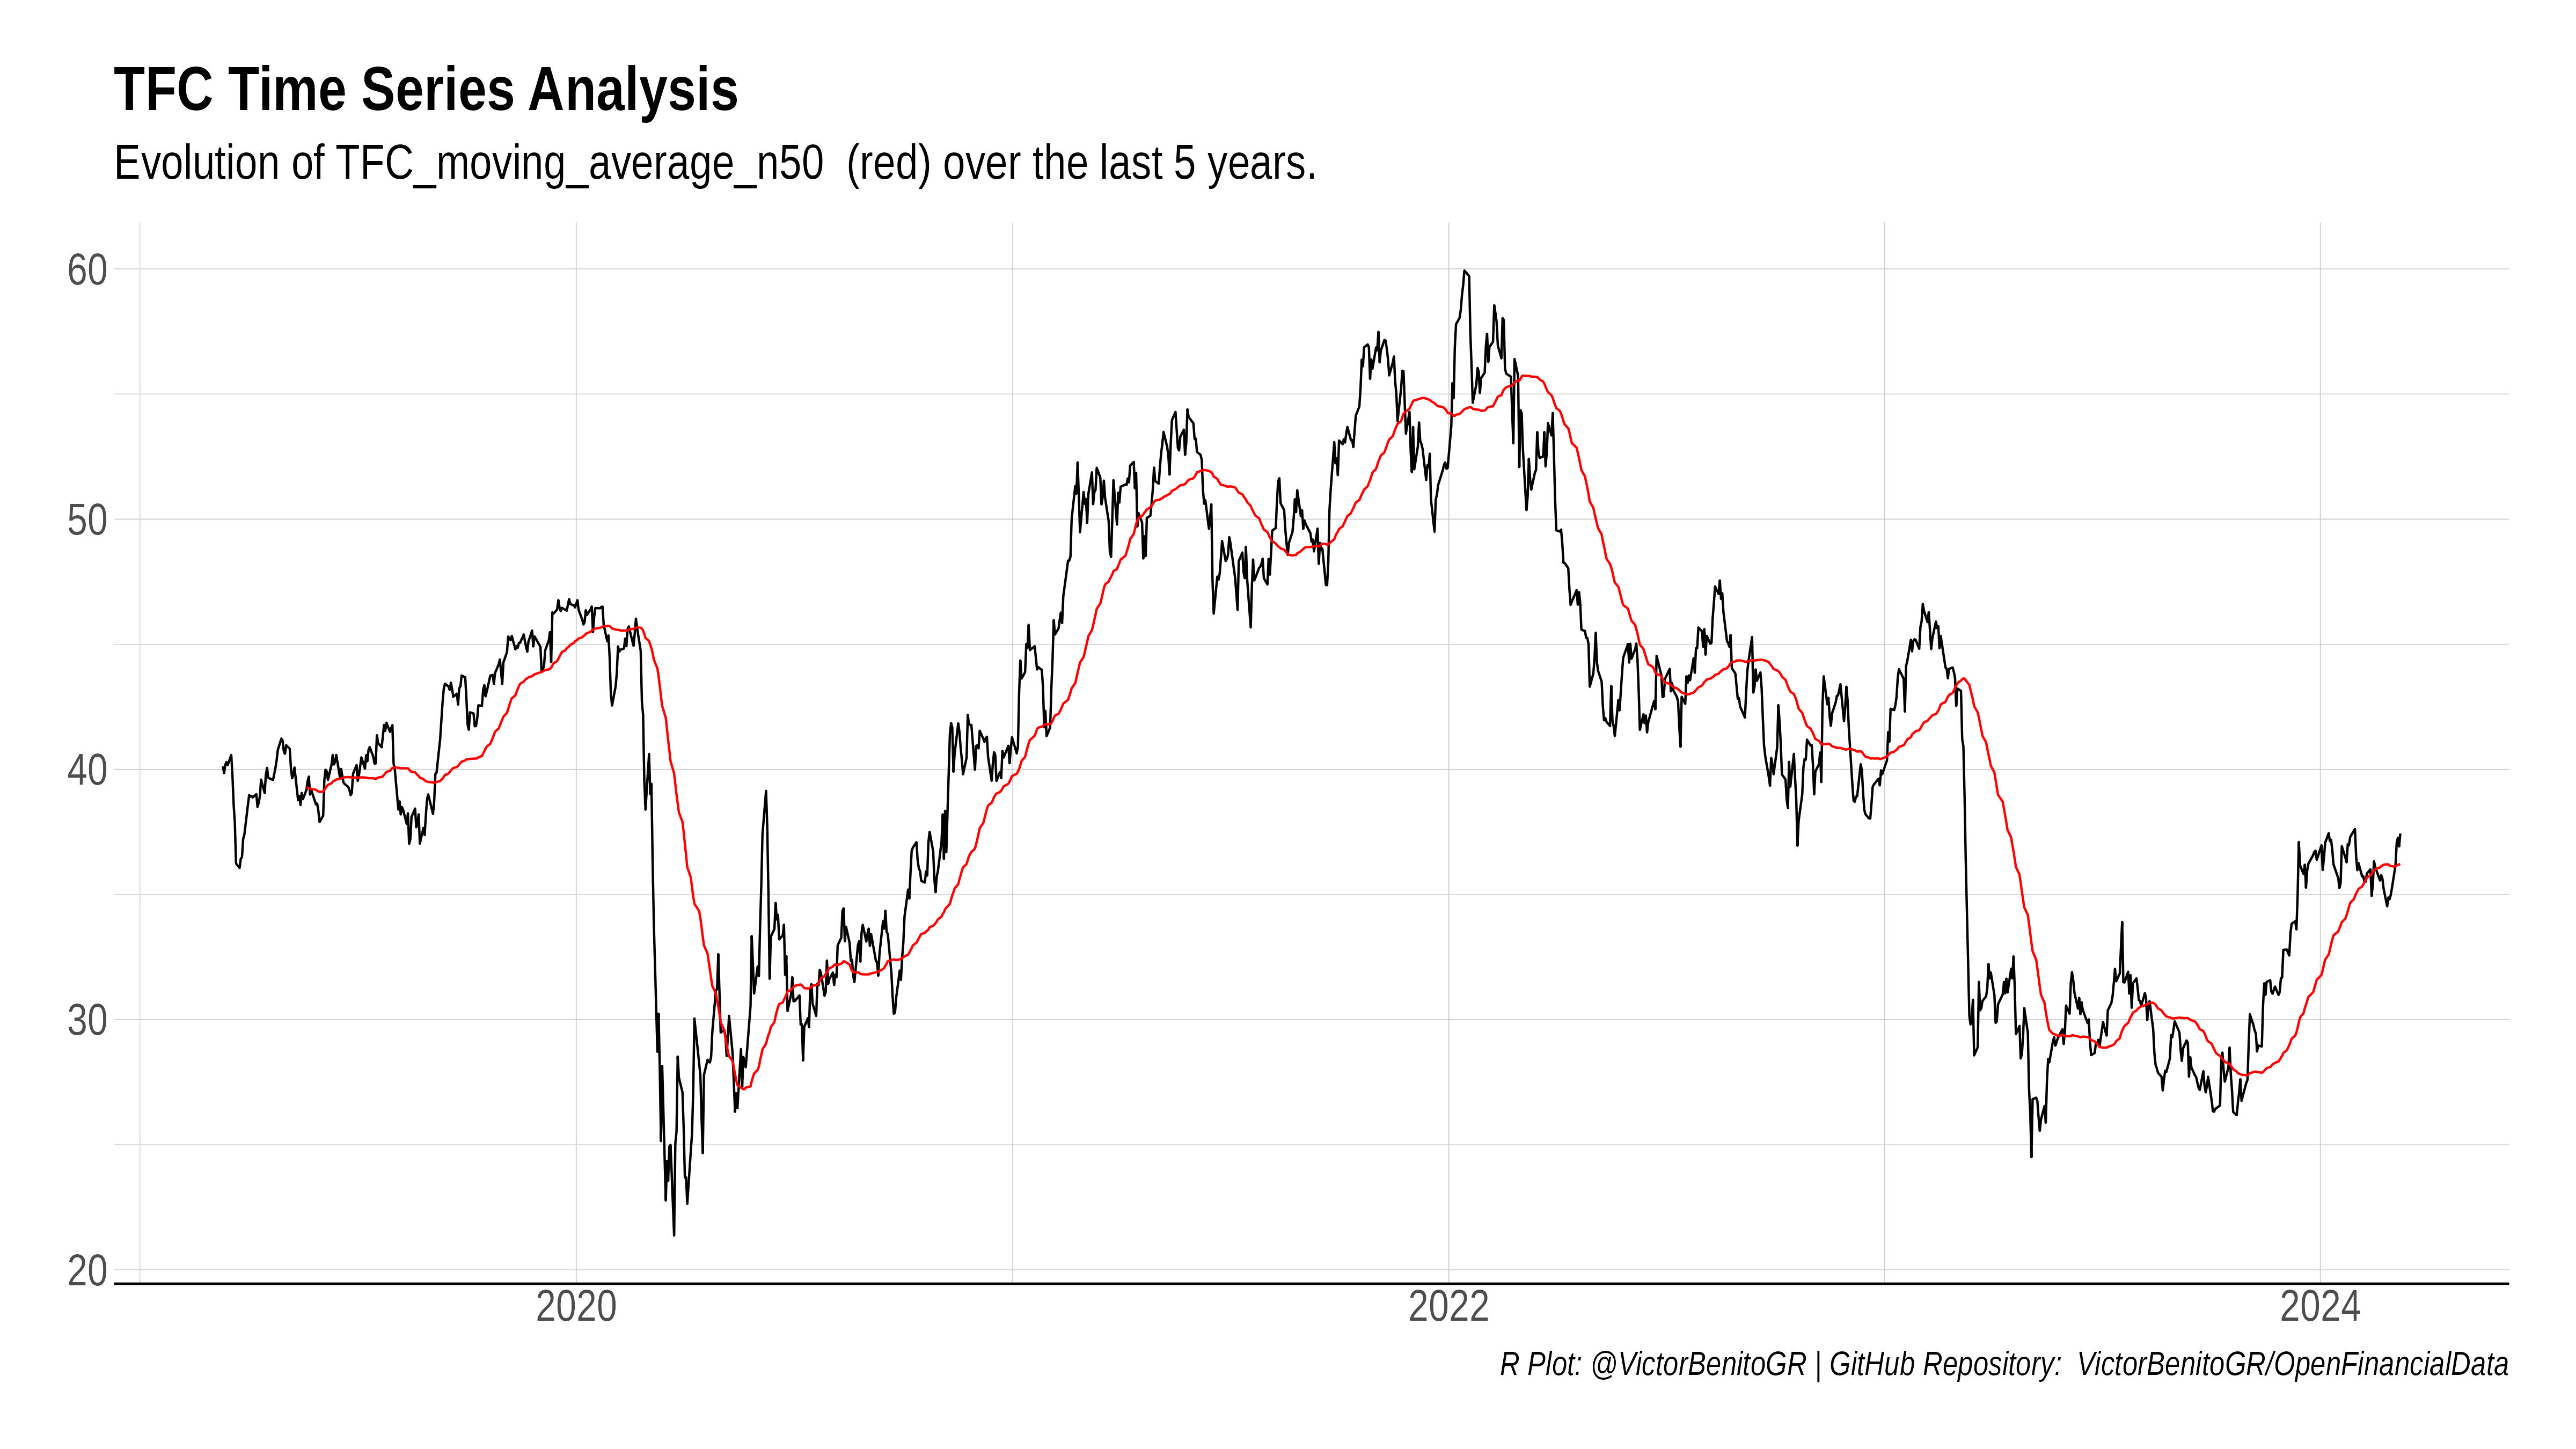 TFC Time Series Analysis
Evolution of TFC_moving_average_n50  (red) over the last 5 years.
60
50
40
30
20
2020 2022 2024
R Plot: @VictorBenitoGR | GitHub Repository:  VictorBenitoGR/OpenFinancialData